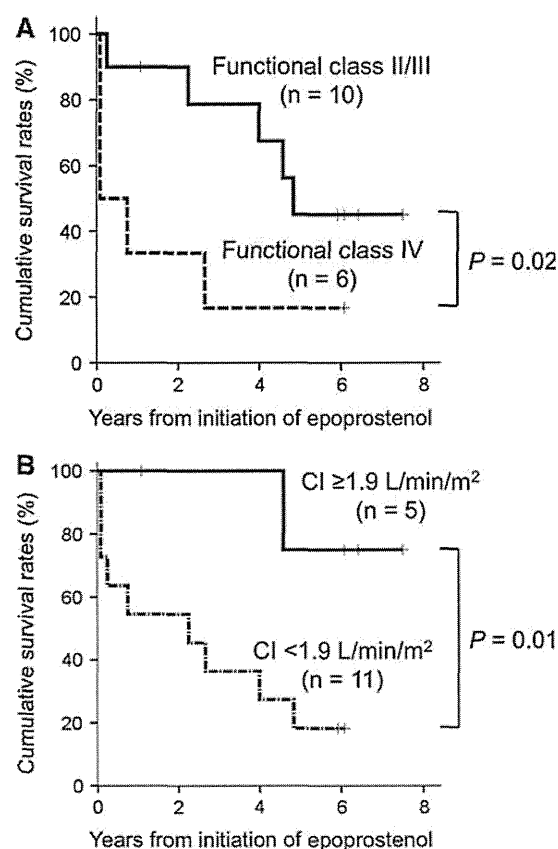 A
Cumulative survival rates (%)
100
80
60
40
20
0
Functional class II/III
(n = 10)
Functional class IV
(n = 6)
P = 0.02
0 2 4 6 8
Years from initiation of epoprostenol
B
Cumulative survival rates (%)
100
80
60
40
20
0
CI ≥1.9 L/min/m²
(n = 5)
CI <1.9 L/min/m²
(n = 11)
P = 0.01
0 2 4 6 8
Years from initiation of epoprostenol